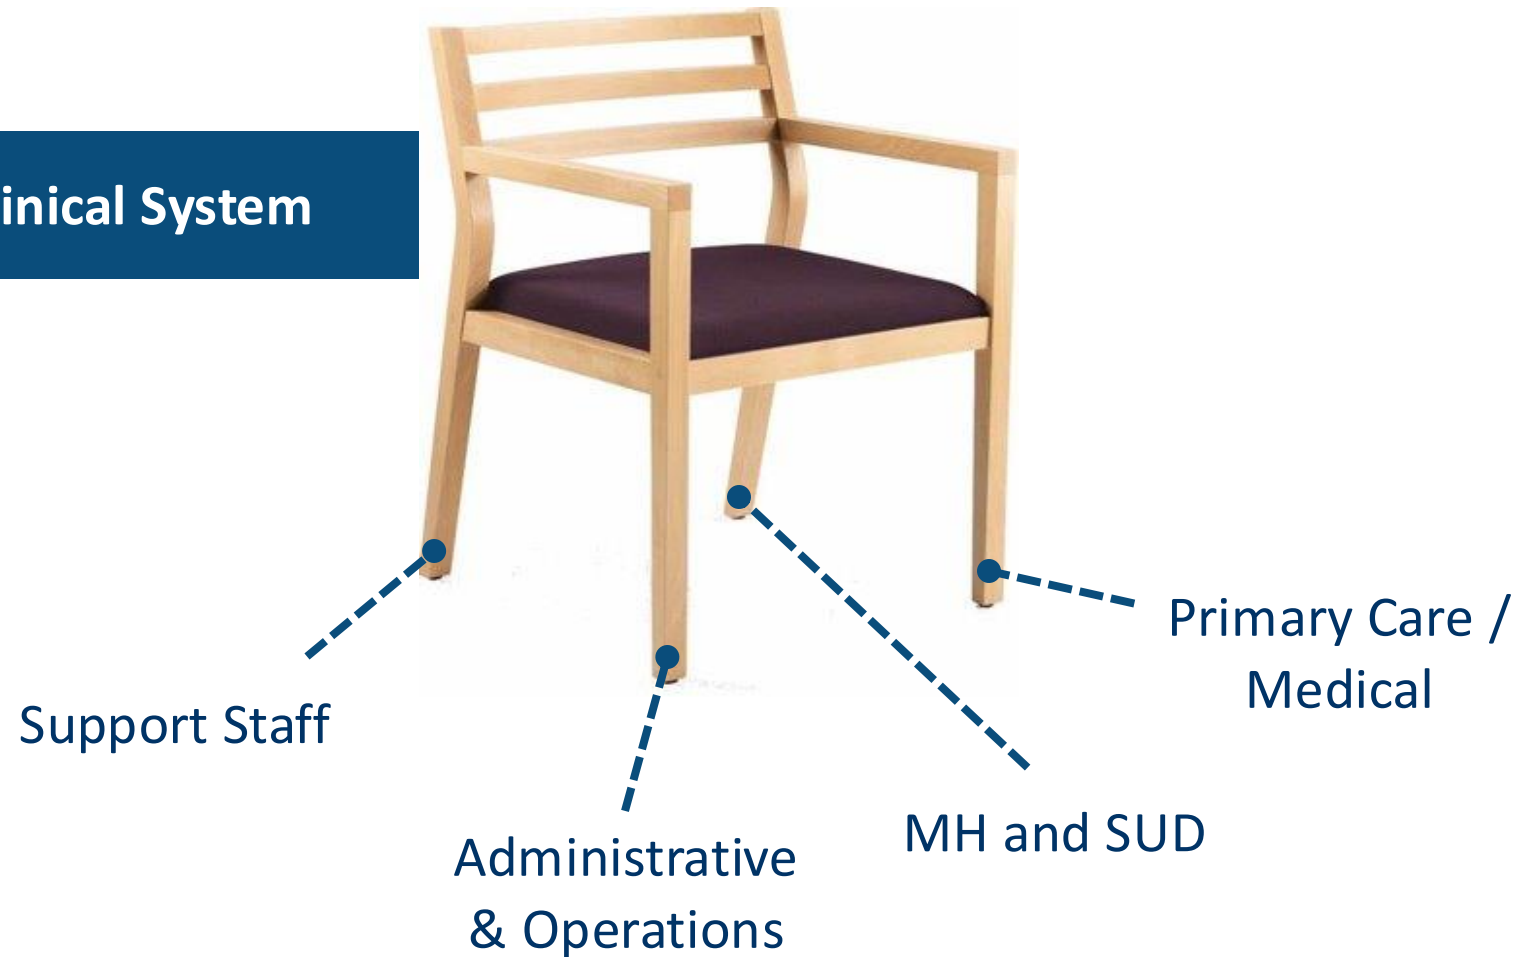 inical System
Primary Care /
Medical
Support Staff
MH and SUD
Administrative
& Operations